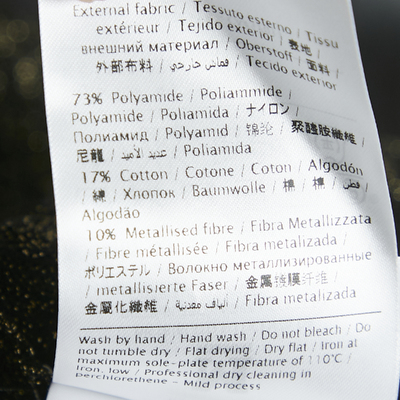 External fabric / Tessuto esterno / Tissu
extérieur / Tejido exterior / Tissu
внешний материал / Oberstoff / 表地 /
外部布料 / قماش خارجي / 面料 /
Tecido exterior
73% Polyamide / Poliammide /
Polyamide / Poliamida / ナイロン /
Полиамид / Polyamid / 锦纶 / 聚醯胺纖維 /
尼龍 / عديد الأميد / Poliamida
17% Cotton / Cotone / Coton / Algodón
/ 綿 / Хлопок / Baumwolle / 棉 / 棉 / قطن /
Algodão
10% Metallised fibre / Fibra Metallizzata
/ Fibre métallisée / Fibra metalizada /
ポリエステル / Волокно металлизированные
/ metallisierte Faser / 金属镀膜纤维 /
金屬化纖維 / ألياف معدنية / Fibra metalizada
Wash by hand / Hand wash / Do not bleach / Do
not tumble dry / Flat drying / Dry flat / Iron at
maximum sole-plate temperature of 110°C /
Iron, low / Professional dry cleaning in
perchlorethene - Mild process